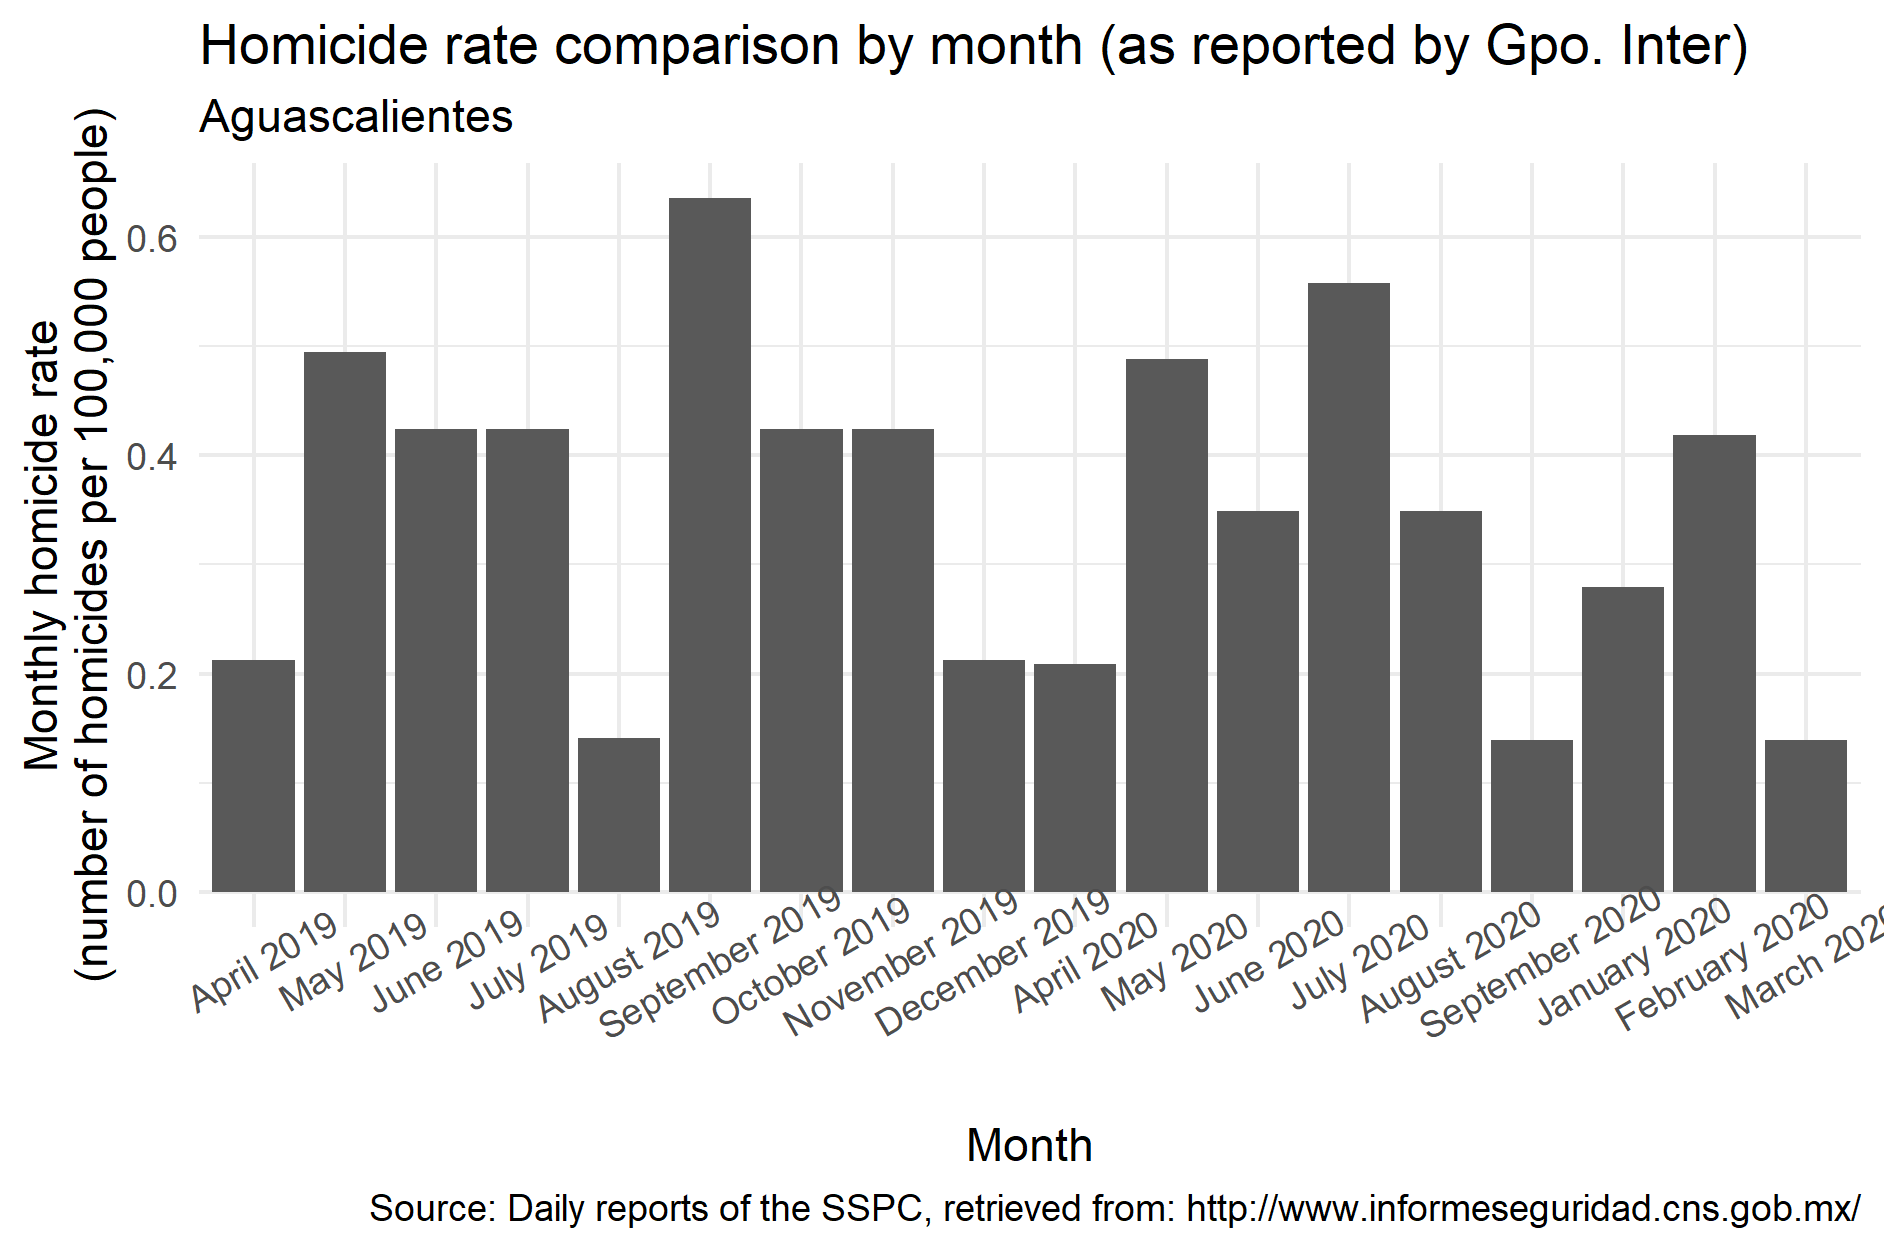 Homicide rate comparison by month (as reported by Gpo. Inter)
Aguascalientes
Monthly homicide rate
(number of homicides per 100,000 people)
0.6
0.4
0.2
0.0
April 2019
May 2019
June 2019
July 2019
August 2019
September 2019
October 2019
November 2019
December 2019
April 2020
May 2020
June 2020
July 2020
August 2020
September 2020
January 2020
February 2020
March 2020
Month
Source: Daily reports of the SSPC, retrieved from: http://www.informeseguridad.cns.gob.mx/